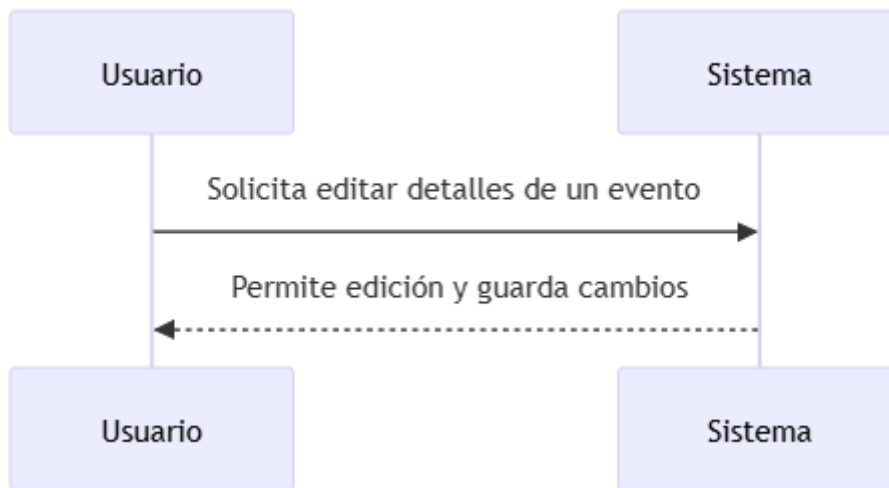 Usuario
Sistema
Solicita editar detalles de un evento
Permite edición y guarda cambios
Usuario
Sistema